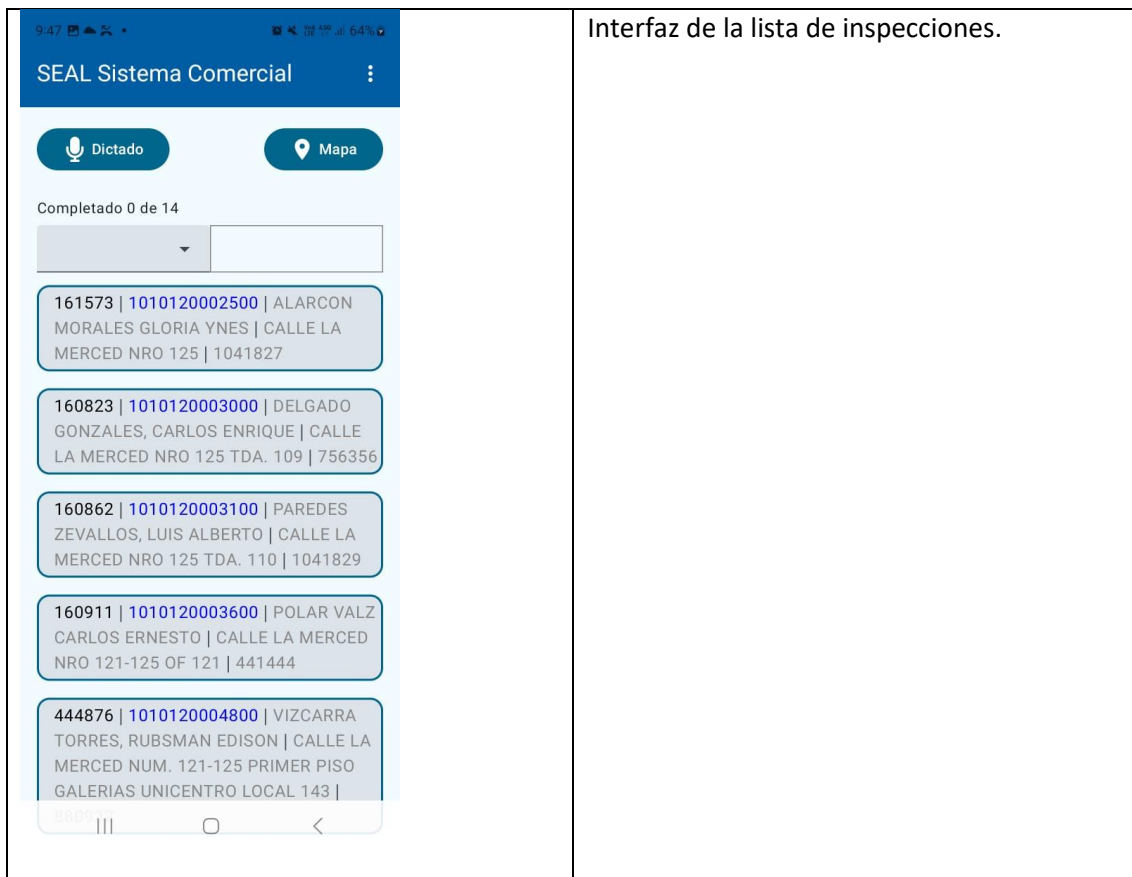 9:47
64%
SEAL Sistema Comercial
Dictado
Mapa
Completado 0 de 14
161573 | 1010120002500 | ALARCON
MORALES GLORIA YNES | CALLE LA
MERCED NRO 125 | 1041827
160823 | 1010120003000 | DELGADO
GONZALES, CARLOS ENRIQUE | CALLE
LA MERCED NRO 125 TDA. 109 | 756356
160862 | 1010120003100 | PAREDES
ZEVALLOS, LUIS ALBERTO | CALLE LA
MERCED NRO 125 TDA. 110 | 1041829
160911 | 1010120003600 | POLAR VALZ
CARLOS ERNESTO | CALLE LA MERCED
NRO 121-125 OF 121 | 441444
444876 | 1010120004800 | VIZCARRA
TORRES, RUBSMAN EDISON | CALLE LA
MERCED NUM. 121-125 PRIMER PISO
GALERIAS UNICENTRO LOCAL 143 |
Interfaz de la lista de inspecciones.